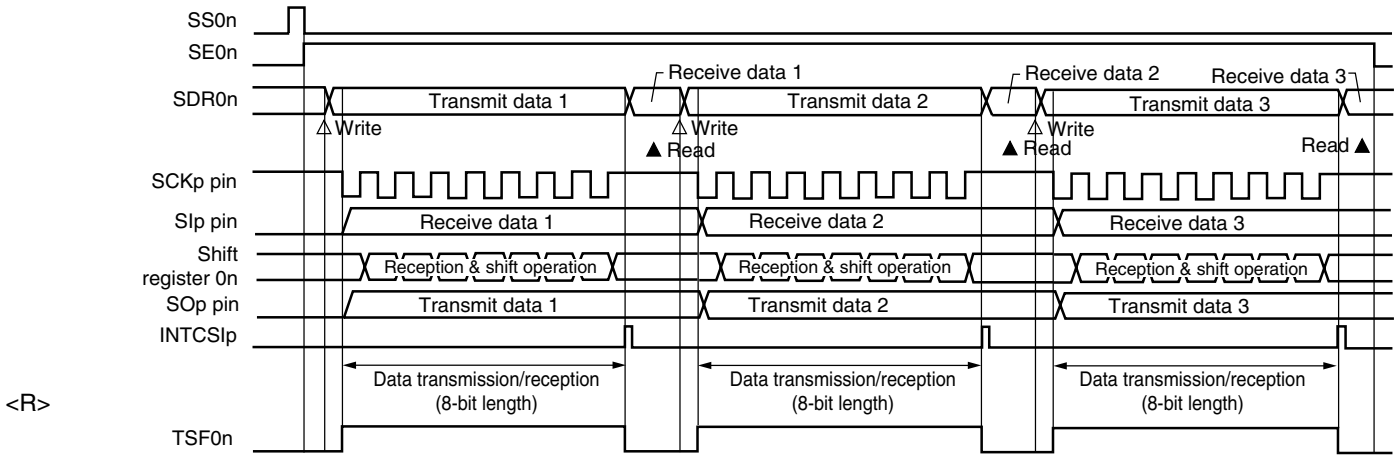 SS0n
SE0n
Receive data 1
Receive data 2
Receive data 3
SDR0n
Transmit data 1
Transmit data 2
Transmit data 3
Write
Write
Write
Read
Read
Read
SCKp pin
SIp pin
Receive data 1
Receive data 2
Receive data 3
Shift
register 0n
Reception & shift operation
Reception & shift operation
Reception & shift operation
SOp pin
Transmit data 1
Transmit data 2
Transmit data 3
INTCSIp
Data transmission/reception
(8-bit length)
Data transmission/reception
(8-bit length)
Data transmission/reception
(8-bit length)
<R>
TSF0n